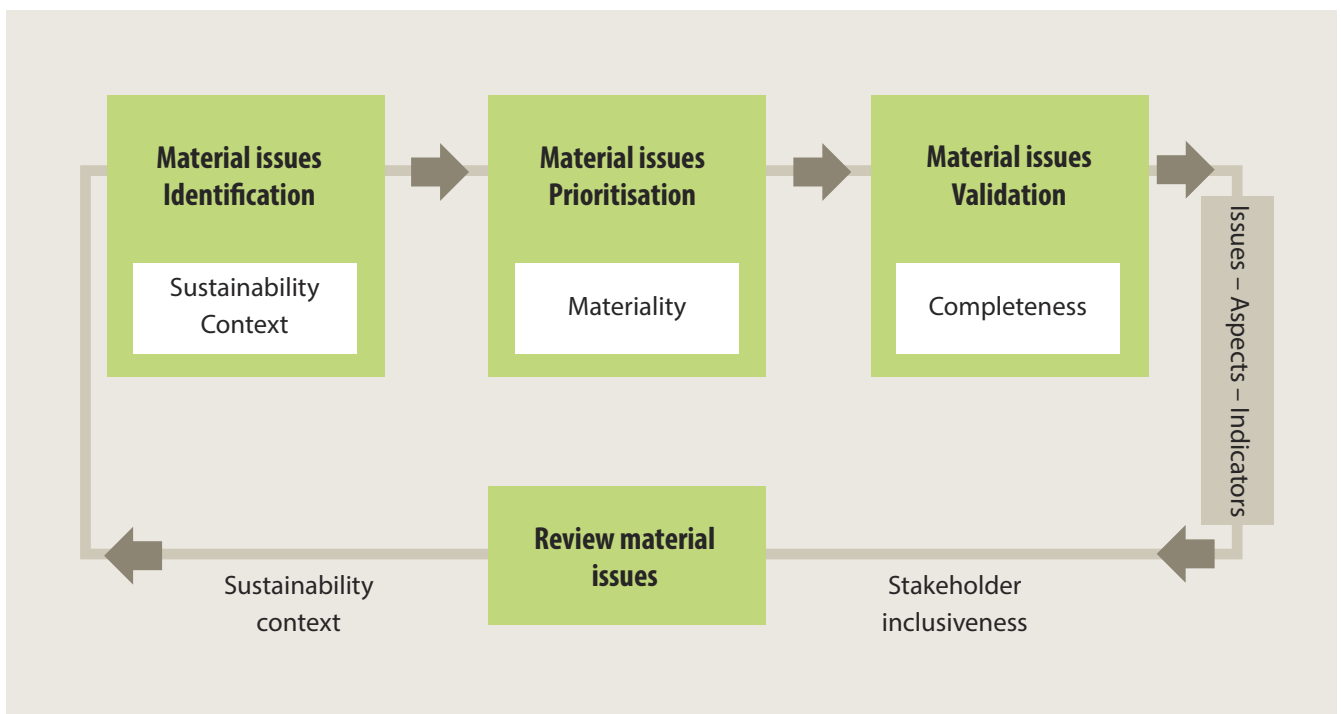 Material issues
Identification
Sustainability
Context
Material issues
Prioritisation
Materiality
Material issues
Validation
Completeness
Issues – Aspects – Indicators
Review material
issues
Sustainability
context
Stakeholder
inclusiveness